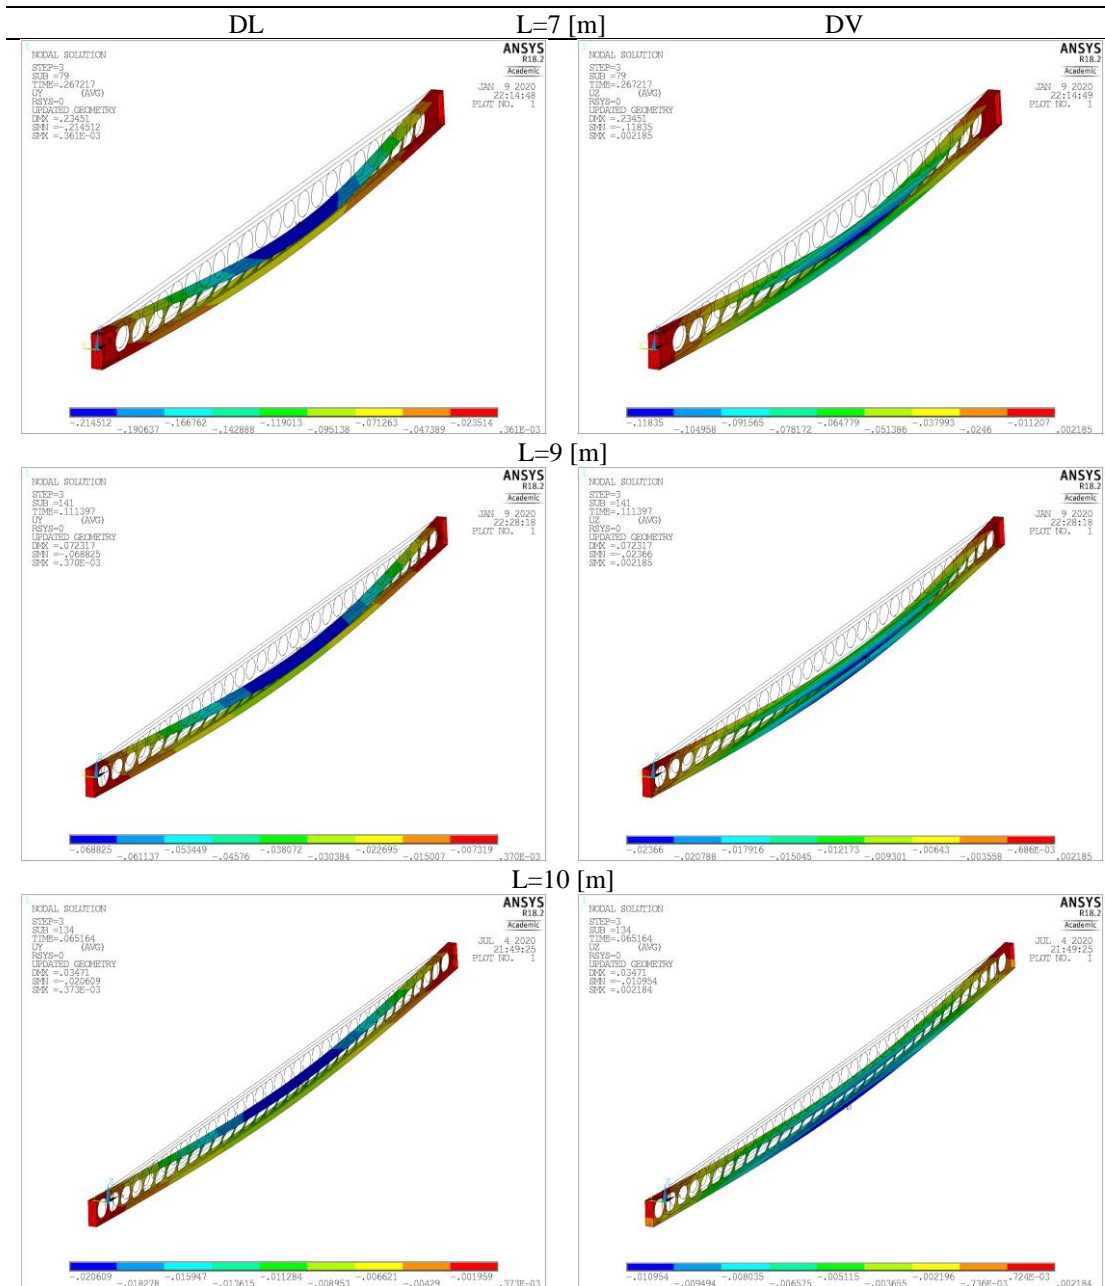 DL L=7 [m] DV
1
NODAL SOLUTION
STEP=3
SUB =79
TIME=.267217
UY (AVG)
RSYS=0
UPDATED GEOMETRY
DMX =.23451
SMN =-.214512
SMX =.361E-03
ANSYS
R18.2
Academic
JAN 9 2020
22:14:48
PLOT NO. 1
-.214512 -.166762 -.119013 -.071263 -.023514
-.190637 -.142888 -.095138 -.047389 .361E-03
1
NODAL SOLUTION
STEP=3
SUB =79
TIME=.267217
UZ (AVG)
RSYS=0
UPDATED GEOMETRY
DMX =.23451
SMN =-.11835
SMX =.002185
ANSYS
R18.2
Academic
JAN 9 2020
22:14:49
PLOT NO. 1
-.11835 -.091565 -.064779 -.037993 -.011207
-.104958 -.078172 -.051386 -.0246 .002185
L=9 [m]
1
NODAL SOLUTION
STEP=3
SUB =141
TIME=.111397
UY (AVG)
RSYS=0
UPDATED GEOMETRY
DMX =.072317
SMN =-.068825
SMX =.370E-03
ANSYS
R18.2
Academic
JAN 9 2020
22:28:18
PLOT NO. 1
-.068825 -.053449 -.038072 -.022695 -.007319
-.061137 -.04576 -.030384 -.015007 .370E-03
1
NODAL SOLUTION
STEP=3
SUB =141
TIME=.111397
UZ (AVG)
RSYS=0
UPDATED GEOMETRY
DMX =.072317
SMN =-.02366
SMX =.002185
ANSYS
R18.2
Academic
JAN 9 2020
22:28:18
PLOT NO. 1
-.02366 -.017916 -.012173 -.00643 -.686E-03
-.020788 -.015045 -.009301 -.003558 .002185
L=10 [m]
1
NODAL SOLUTION
STEP=3
SUB =134
TIME=.065164
UY (AVG)
RSYS=0
UPDATED GEOMETRY
DMX =.03471
SMN =-.020609
SMX =.373E-03
ANSYS
R18.2
Academic
JUL 4 2020
21:49:25
PLOT NO. 1
-.020609 -.015947 -.011284 -.006621 -.001959
-.018278 -.013615 -.008953 -.00429 .373E-03
1
NODAL SOLUTION
STEP=3
SUB =134
TIME=.065164
UZ (AVG)
RSYS=0
UPDATED GEOMETRY
DMX =.03471
SMN =-.010954
SMX =.002184
ANSYS
R18.2
Academic
JUL 4 2020
21:49:25
PLOT NO. 1
-.010954 -.008035 -.005115 -.002196 .724E-03
-.009494 -.006575 -.003655 -.736E-03 .002184